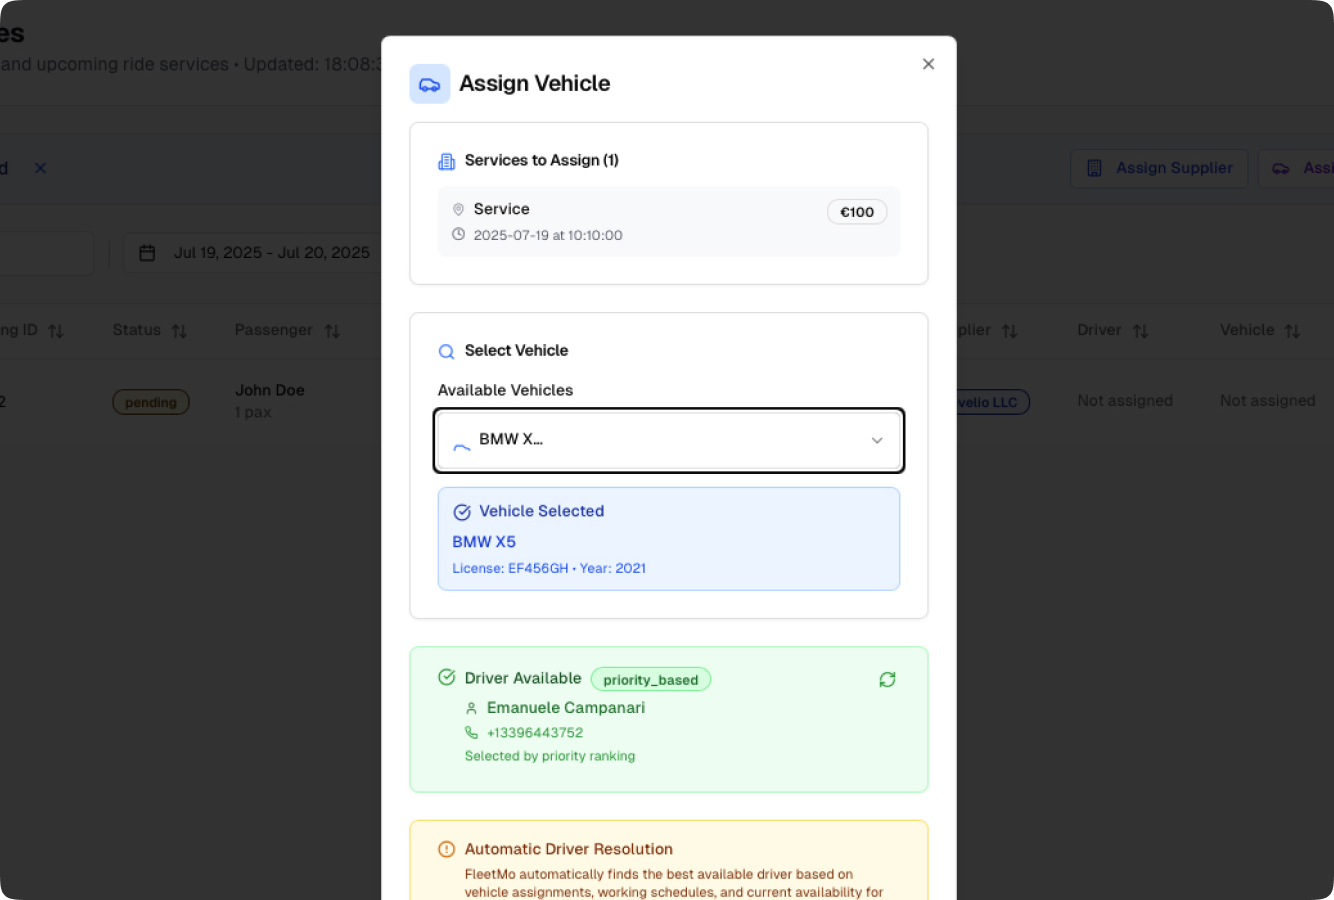 es
and upcoming ride services • Updated: 18:08:3
Assign Vehicle
Services to Assign (1)
Service
€100
2025-07-19 at 10:10:00
d
Assign Supplier
Assi
Jul 19, 2025 - Jul 20, 2025
ng ID
Status
Passenger
plier
Driver
Vehicle
2
pending
John Doe
1 pax
velio LLC
Not assigned
Not assigned
Select Vehicle
Available Vehicles
BMW X...
Vehicle Selected
BMW X5
License: EF456GH • Year: 2021
Driver Available
priority_based
Emanuele Campanari
+13396443752
Selected by priority ranking
Automatic Driver Resolution
FleetMo automatically finds the best available driver based on
vehicle assignments, working schedules, and current availability for